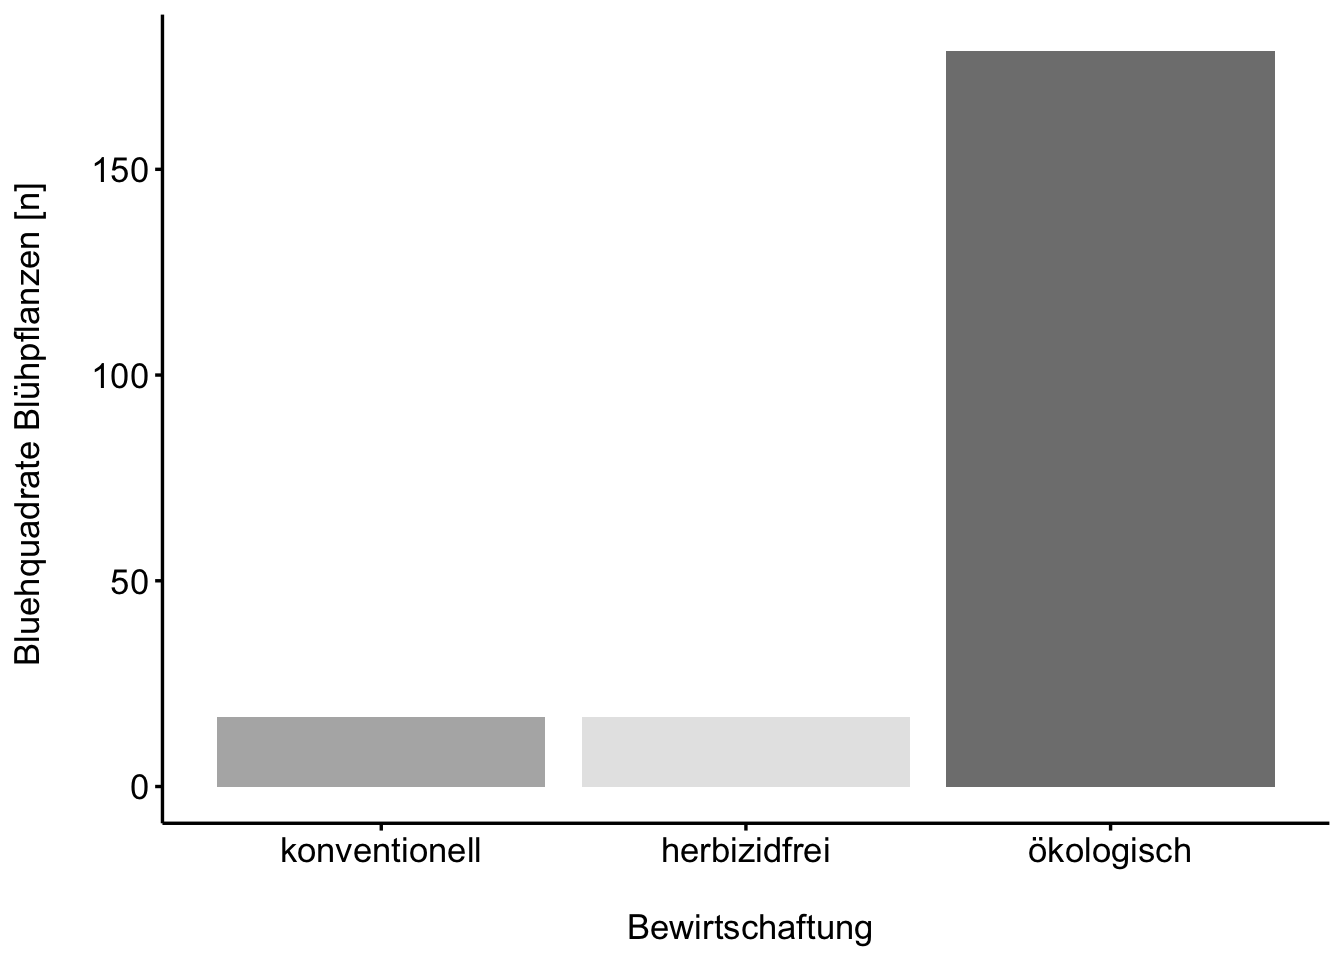 Bluehquadrate Blühpflanzen [n]
150
100
50
0
konventionell herbizidfrei ökologisch
Bewirtschaftung